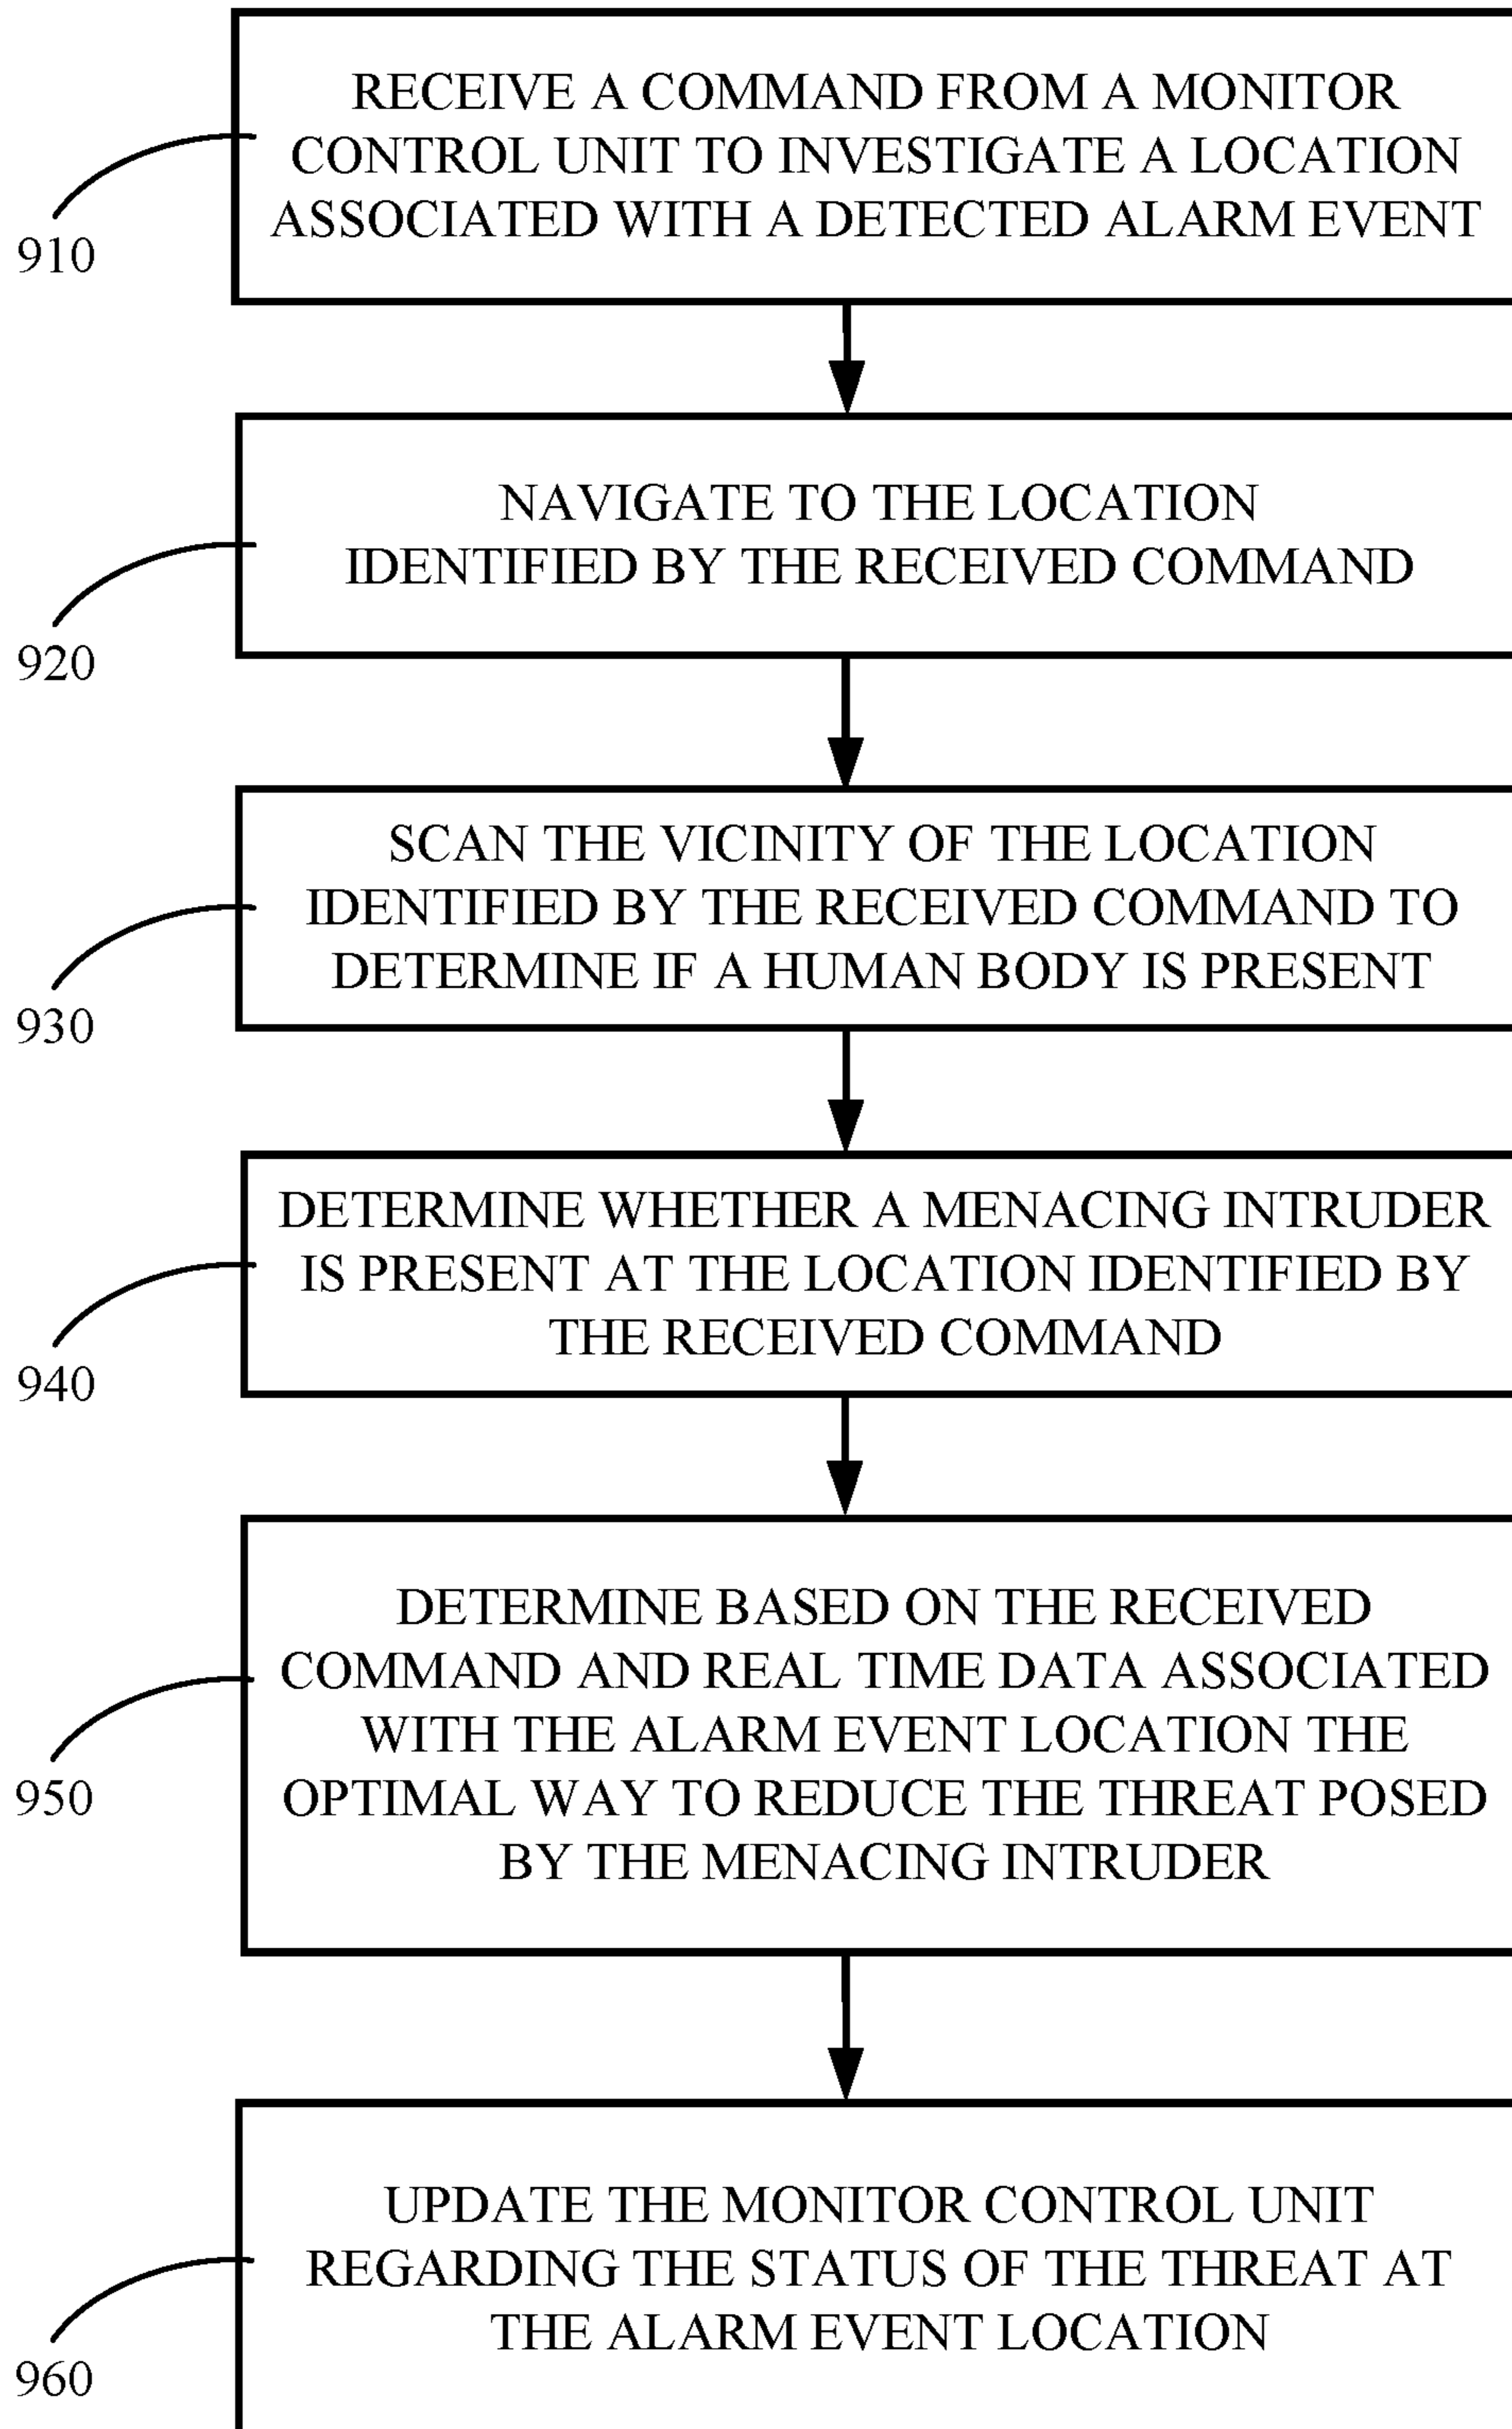 RECEIVE A COMMAND FROM A MONITOR
CONTROL UNIT TO INVESTIGATE A LOCATION
ASSOCIATED WITH A DETECTED ALARM EVENT
910
NAVIGATE TO THE LOCATION
IDENTIFIED BY THE RECEIVED COMMAND
920
SCAN THE VICINITY OF THE LOCATION
IDENTIFIED BY THE RECEIVED COMMAND TO
DETERMINE IF A HUMAN BODY IS PRESENT
930
DETERMINE WHETHER A MENACING INTRUDER
IS PRESENT AT THE LOCATION IDENTIFIED BY
THE RECEIVED COMMAND
940
DETERMINE BASED ON THE RECEIVED
COMMAND AND REAL TIME DATA ASSOCIATED
WITH THE ALARM EVENT LOCATION THE
OPTIMAL WAY TO REDUCE THE THREAT POSED
BY THE MENACING INTRUDER
950
UPDATE THE MONITOR CONTROL UNIT
REGARDING THE STATUS OF THE THREAT AT
THE ALARM EVENT LOCATION
960